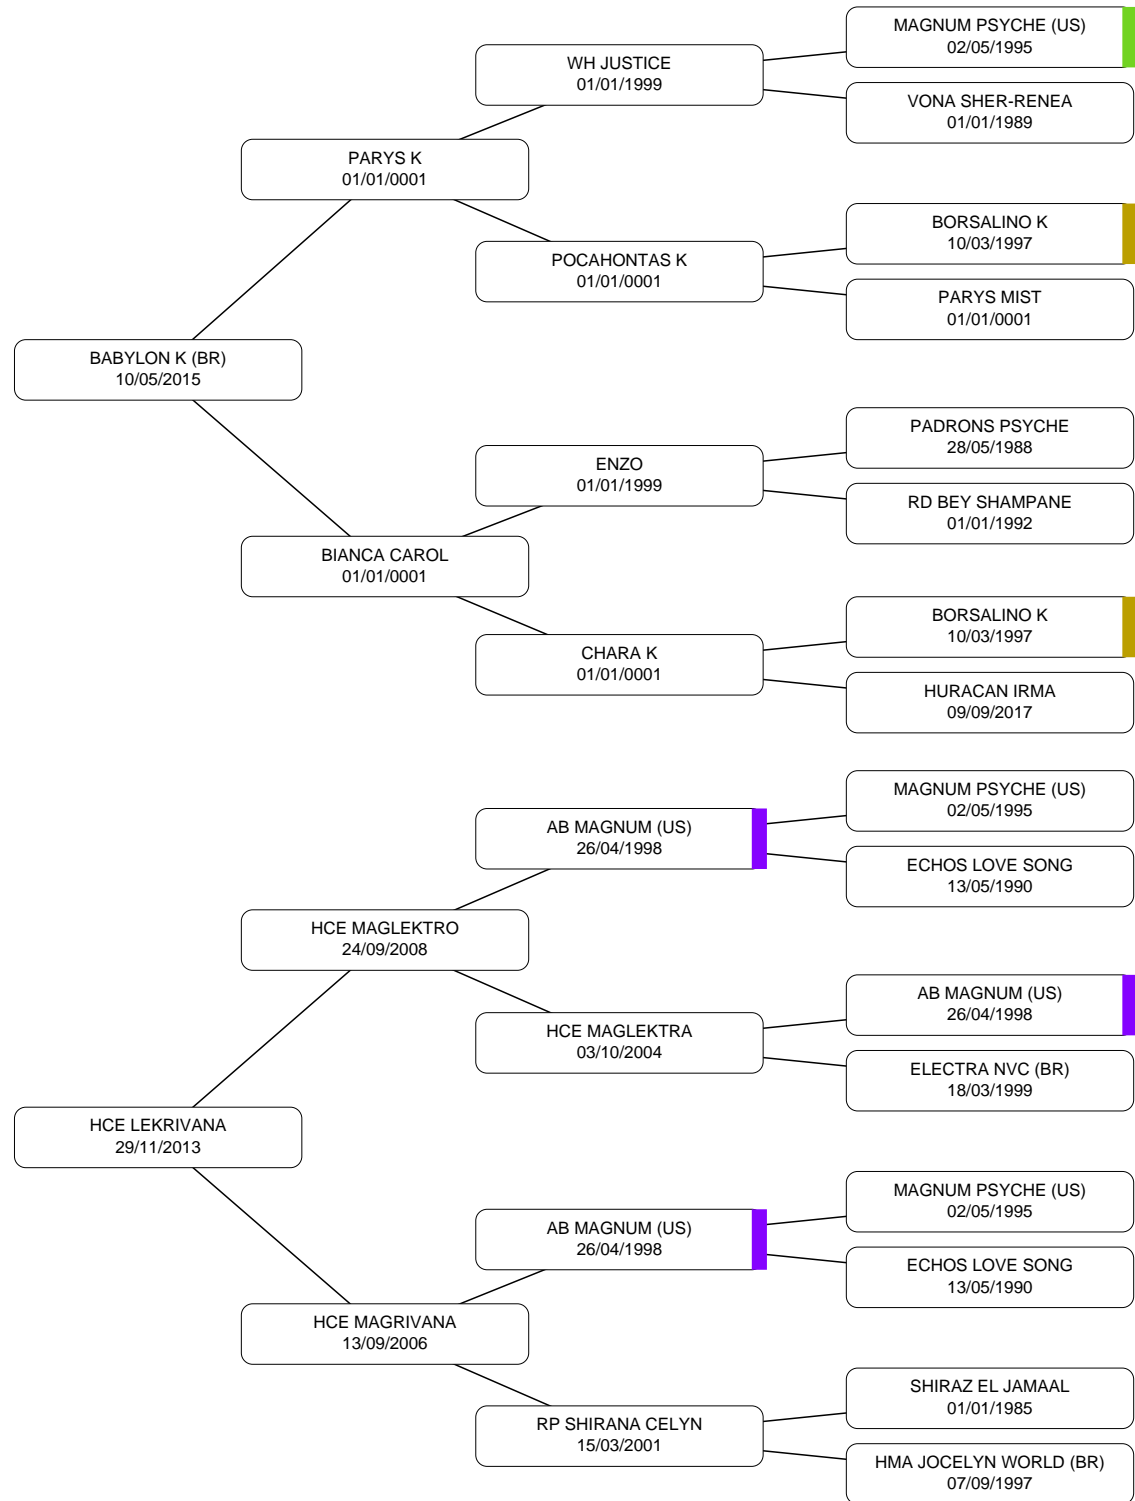 MAGNUM PSYCHE (US)
02/05/1995
WH JUSTICE
01/01/1999
VONA SHER-RENEA
01/01/1989
PARYS K
01/01/0001
BORSALINO K
10/03/1997
POCAHONTAS K
01/01/0001
PARYS MIST
01/01/0001
BABYLON K (BR)
10/05/2015
PADRONS PSYCHE
28/05/1988
ENZO
01/01/1999
RD BEY SHAMPANE
01/01/1992
BIANCA CAROL
01/01/0001
BORSALINO K
10/03/1997
CHARA K
01/01/0001
HURACAN IRMA
09/09/2017
MAGNUM PSYCHE (US)
02/05/1995
AB MAGNUM (US)
26/04/1998
ECHOS LOVE SONG
13/05/1990
HCE MAGLEKTRO
24/09/2008
AB MAGNUM (US)
26/04/1998
HCE MAGLEKTRA
03/10/2004
ELECTRA NVC (BR)
18/03/1999
HCE LEKRIVANA
29/11/2013
MAGNUM PSYCHE (US)
02/05/1995
AB MAGNUM (US)
26/04/1998
ECHOS LOVE SONG
13/05/1990
HCE MAGRIVANA
13/09/2006
SHIRAZ EL JAMAAL
01/01/1985
RP SHIRANA CELYN
15/03/2001
HMA JOCELYN WORLD (BR)
07/09/1997